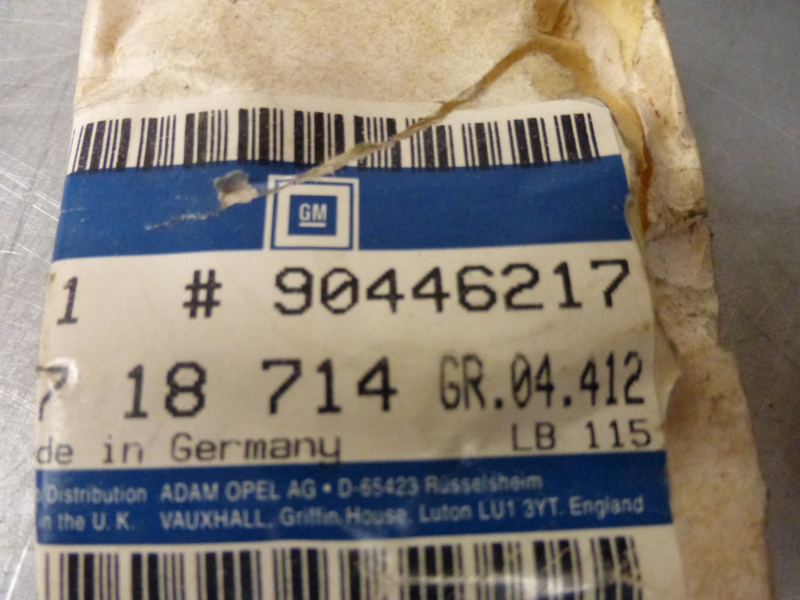 GM
1 # 90446217
7 18 714 GR.04.412
de in Germany LB 115
Distribution ADAM OPEL AG • D-65423 Rüsselsheim
in the U. K. VAUXHALL, Griffin House, Luton LU1 3YT. England